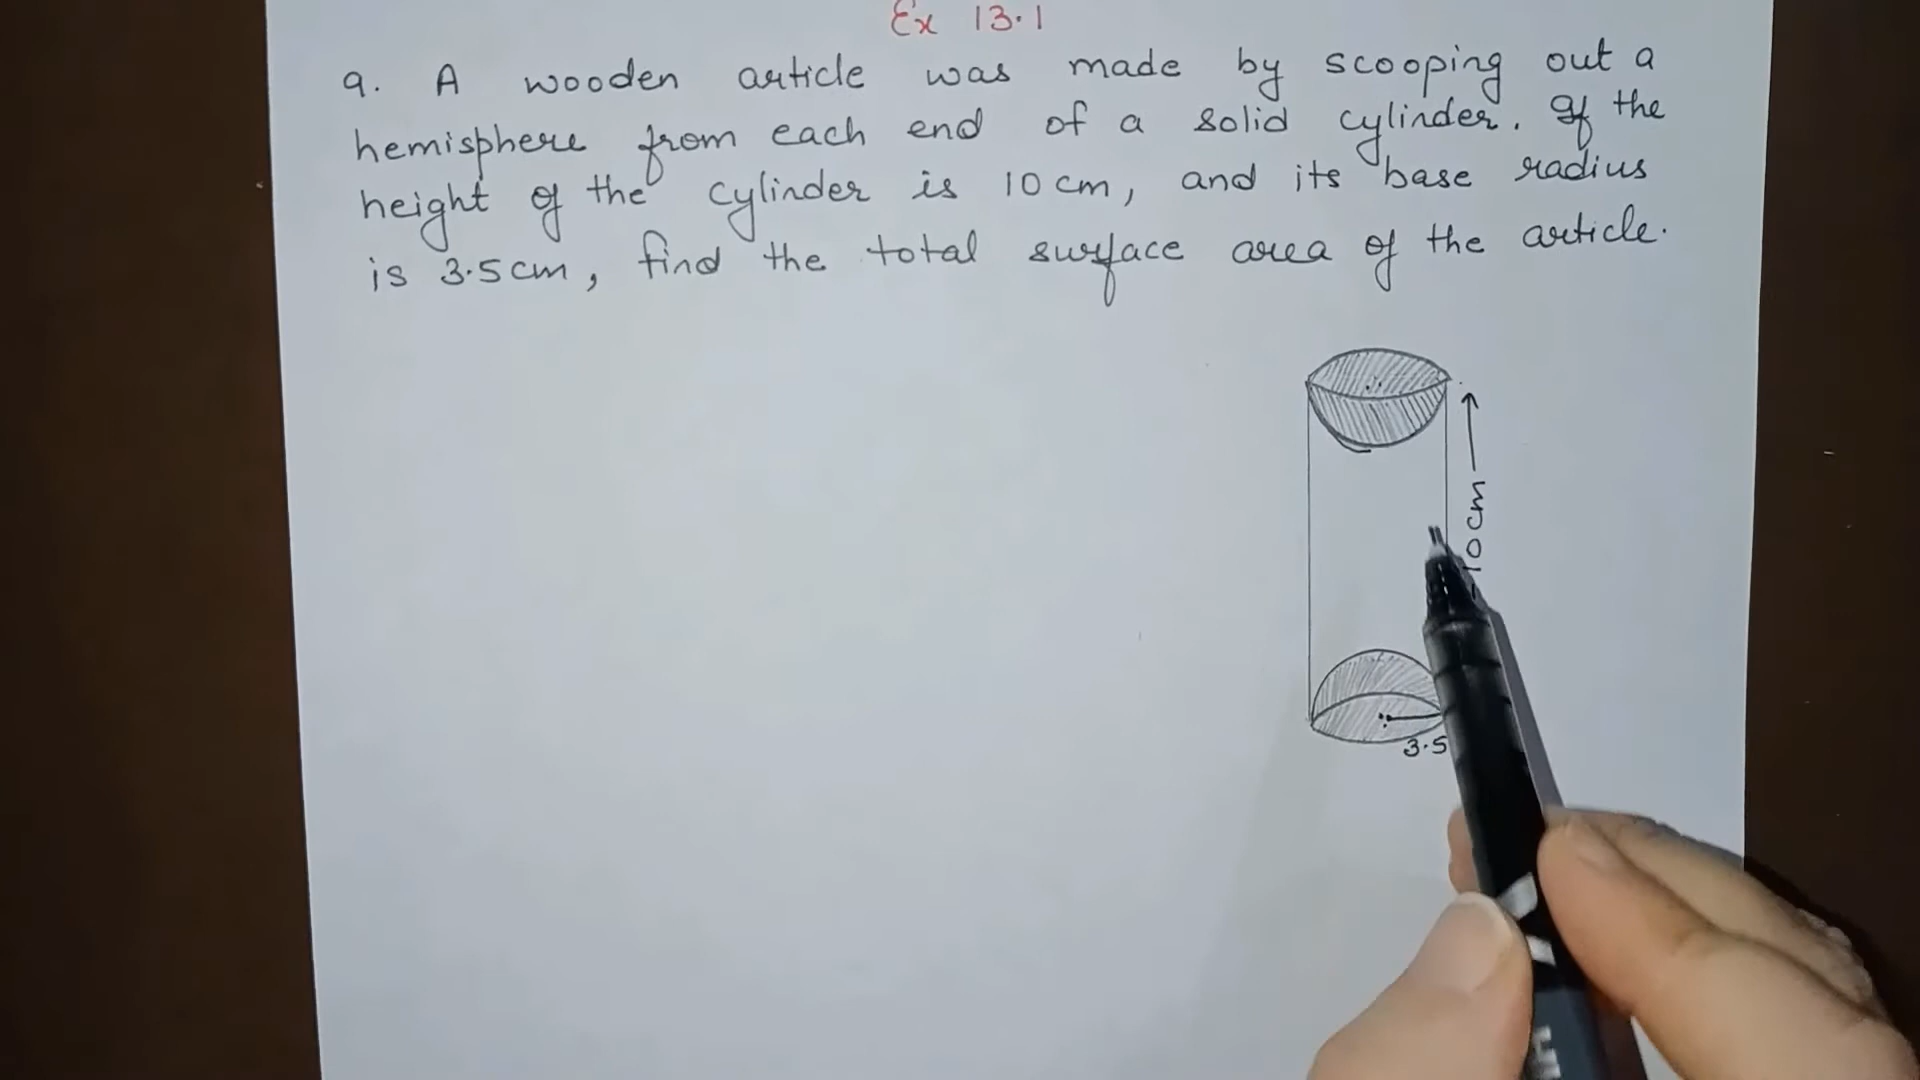 Ex 13.1
9. A wooden article was made by scooping out a
hemisphere from each end of a solid cylinder. If the
height of the cylinder is 10 cm, and its base radius
is 3.5 cm, find the total surface area of the article.
10cm
3.5